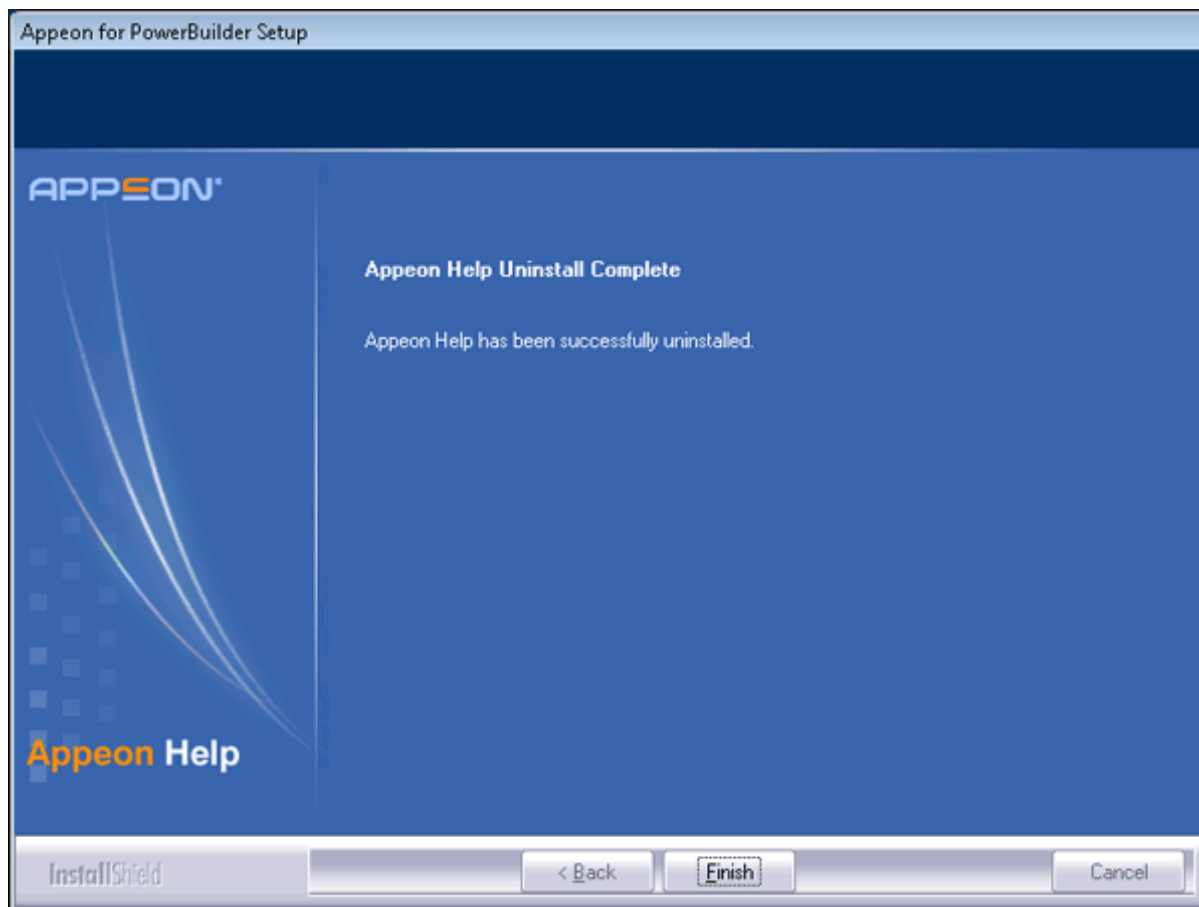 Appeon for PowerBuilder Setup
APPEON®
Appeon Help Uninstall Complete
Appeon Help has been successfully uninstalled.
Appeon Help
InstallShield
< Back
Finish
Cancel